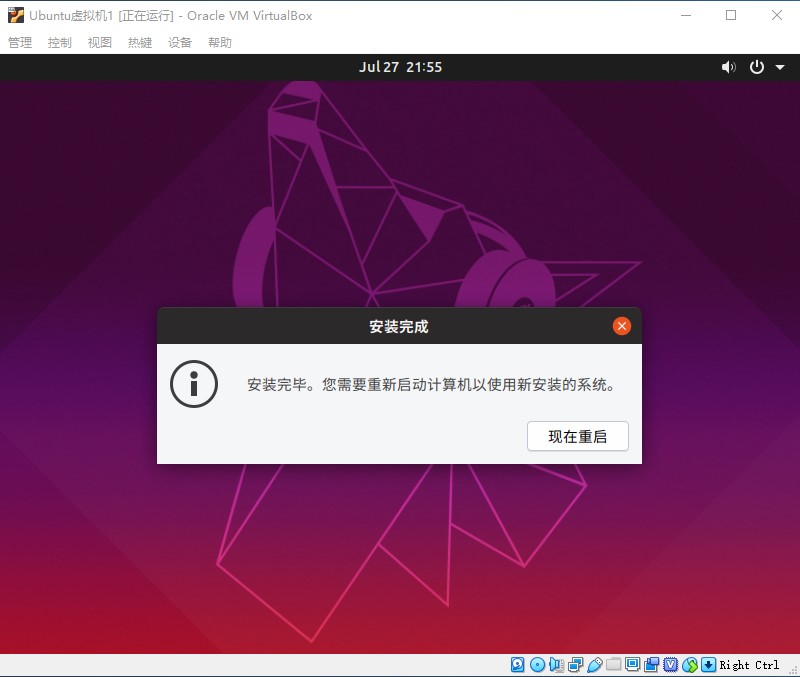 Ubuntu虚拟机1 [正在运行] - Oracle VM VirtualBox
管理 控制 视图 热键 设备 帮助
Jul 27 21:55
安装完成
安装完毕。您需要重新启动计算机以使用新安装的系统。
现在重启
Right Ctrl